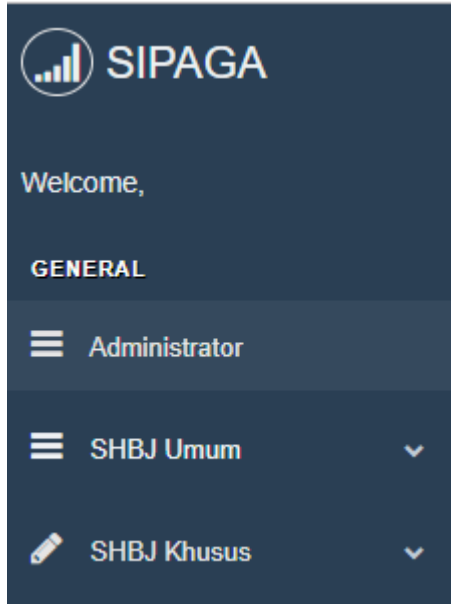 SIPAGA
Welcome,
GENERAL
Administrator
SHBJ Umum
SHBJ Khusus